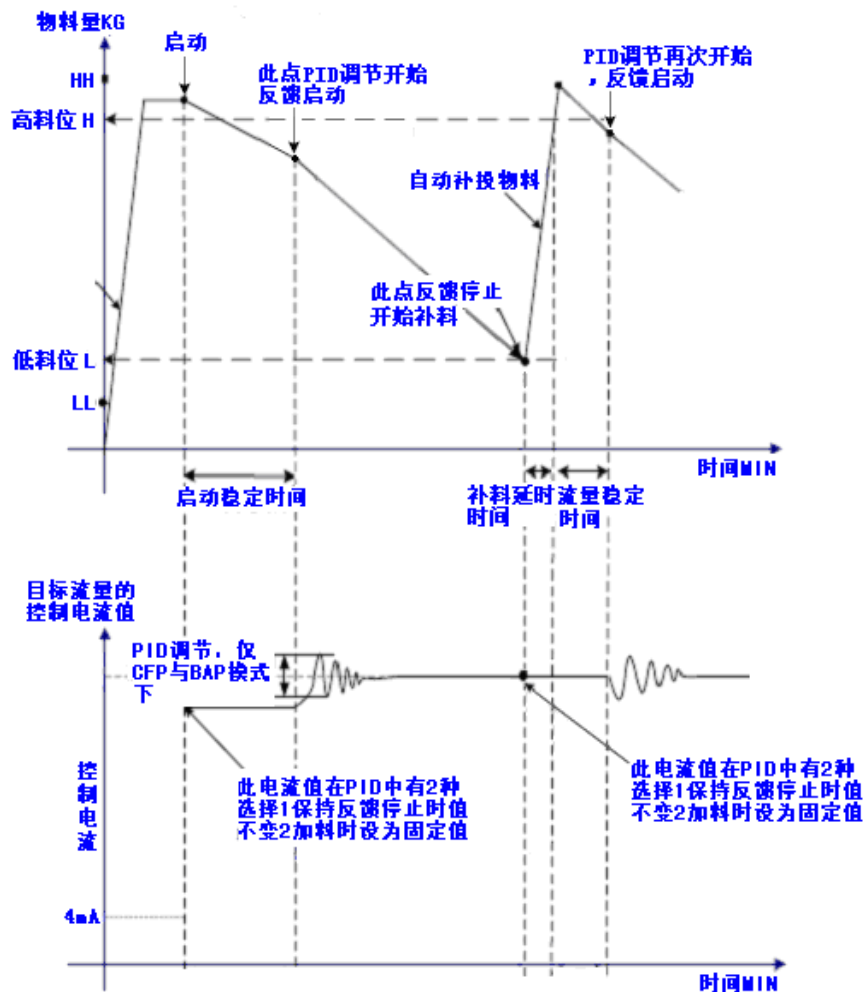 物料量KG
启动
HH
此点PID调节开始
反馈启动
PID调节再次开始
,反馈启动
高料位 H
自动补投物料
此点反馈停止
开始补料
低料位 L
LL
时间MIN
启动稳定时间
补料延时
时间
流量稳定
时间
目标流量的
控制电流值
PID调节，仅
CFP与BAP模式
下
控制电流
此电流值在PID中有2种
选择1保持反馈停止时值
不变2加料时设为固定值
此电流值在PID中有2种
选择1保持反馈停止时值
不变2加料时设为固定值
4mA
时间MIN